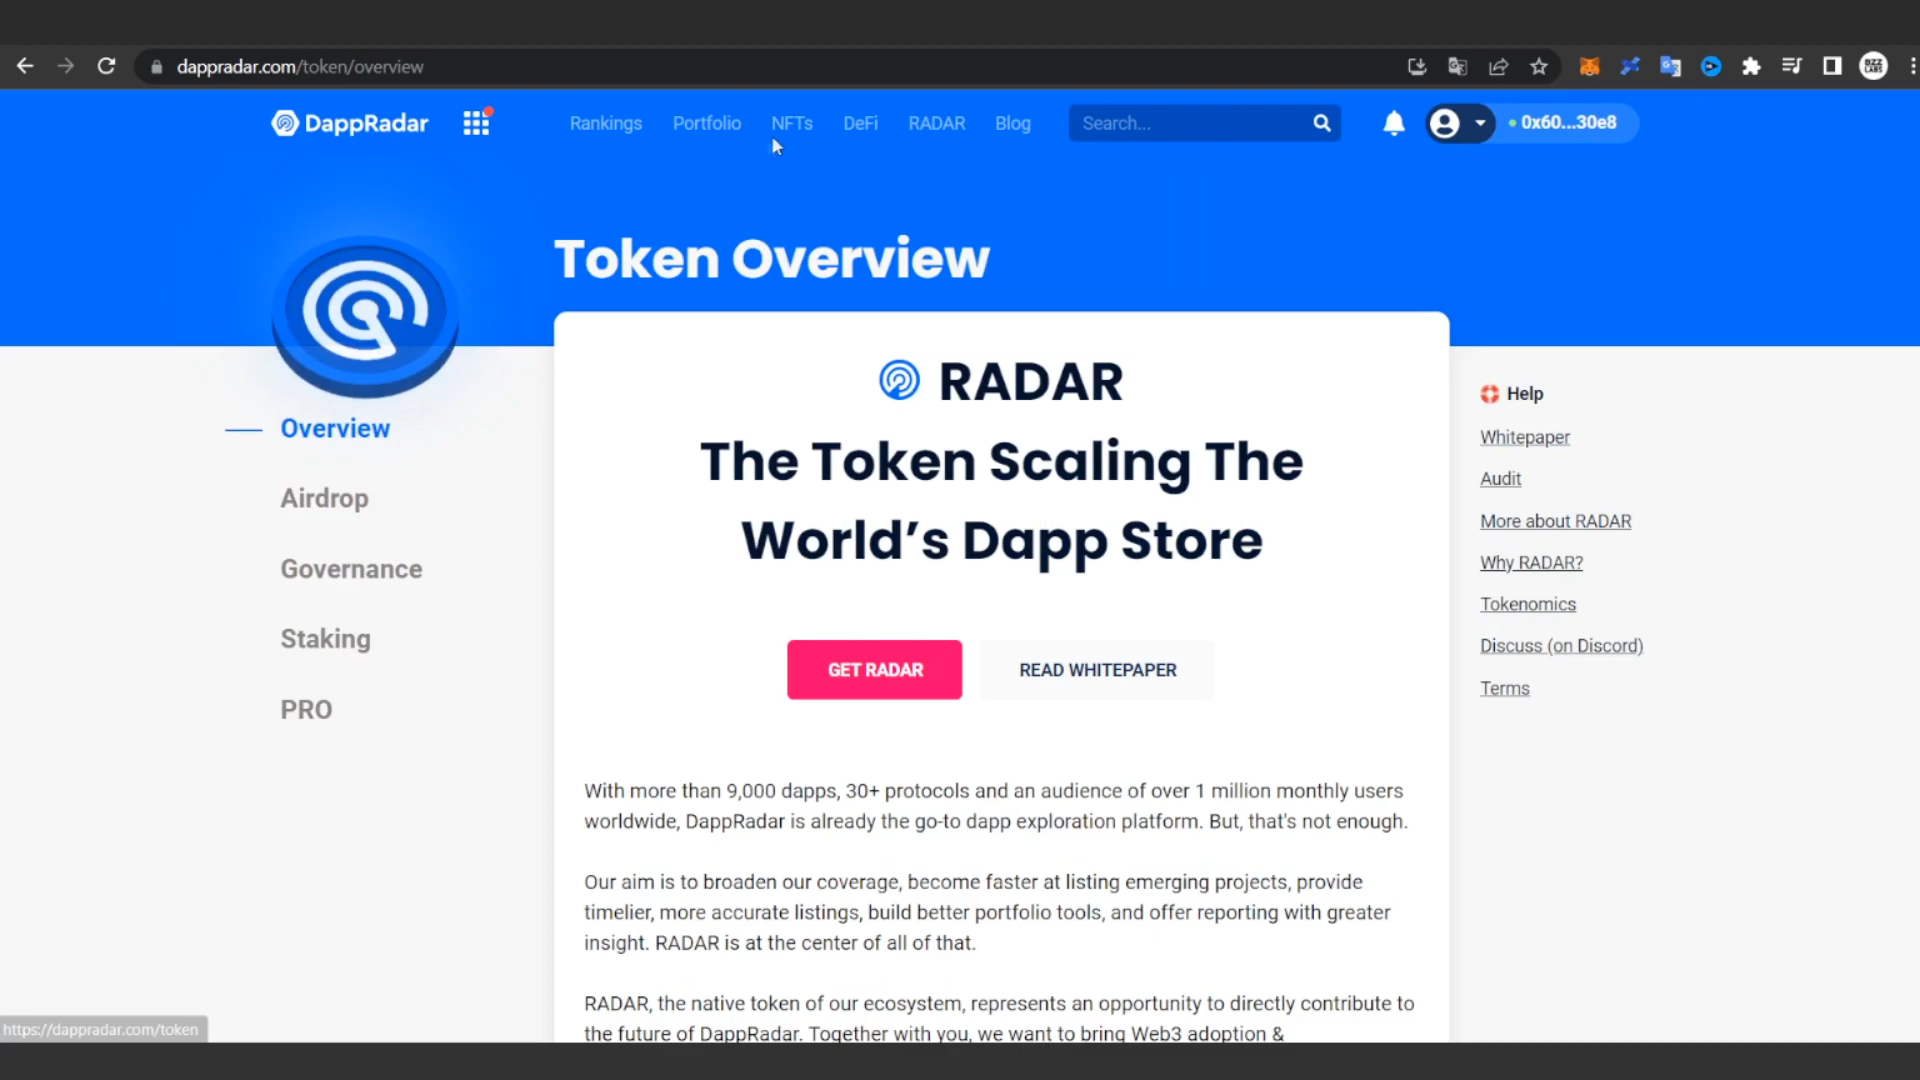 dappradar.com/token/overview
BZZ LABS
DappRadar
Rankings Portfolio NFTs DeFi RADAR Blog Search... 0x60...30e8
Token Overview
RADAR
The Token Scaling The
World's Dapp Store
GET RADAR READ WHITEPAPER
With more than 9,000 dapps, 30+ protocols and an audience of over 1 million monthly users
worldwide, DappRadar is already the go-to dapp exploration platform. But, that's not enough.
Our aim is to broaden our coverage, become faster at listing emerging projects, provide
timelier, more accurate listings, build better portfolio tools, and offer reporting with greater
insight. RADAR is at the center of all of that.
RADAR, the native token of our ecosystem, represents an opportunity to directly contribute to
the future of DappRadar. Together with you, we want to bring Web3 adoption &
Overview
Airdrop
Governance
Staking
PRO
Help
Whitepaper
Audit
More about RADAR
Why RADAR?
Tokenomics
Discuss (on Discord)
Terms
https://dappradar.com/token